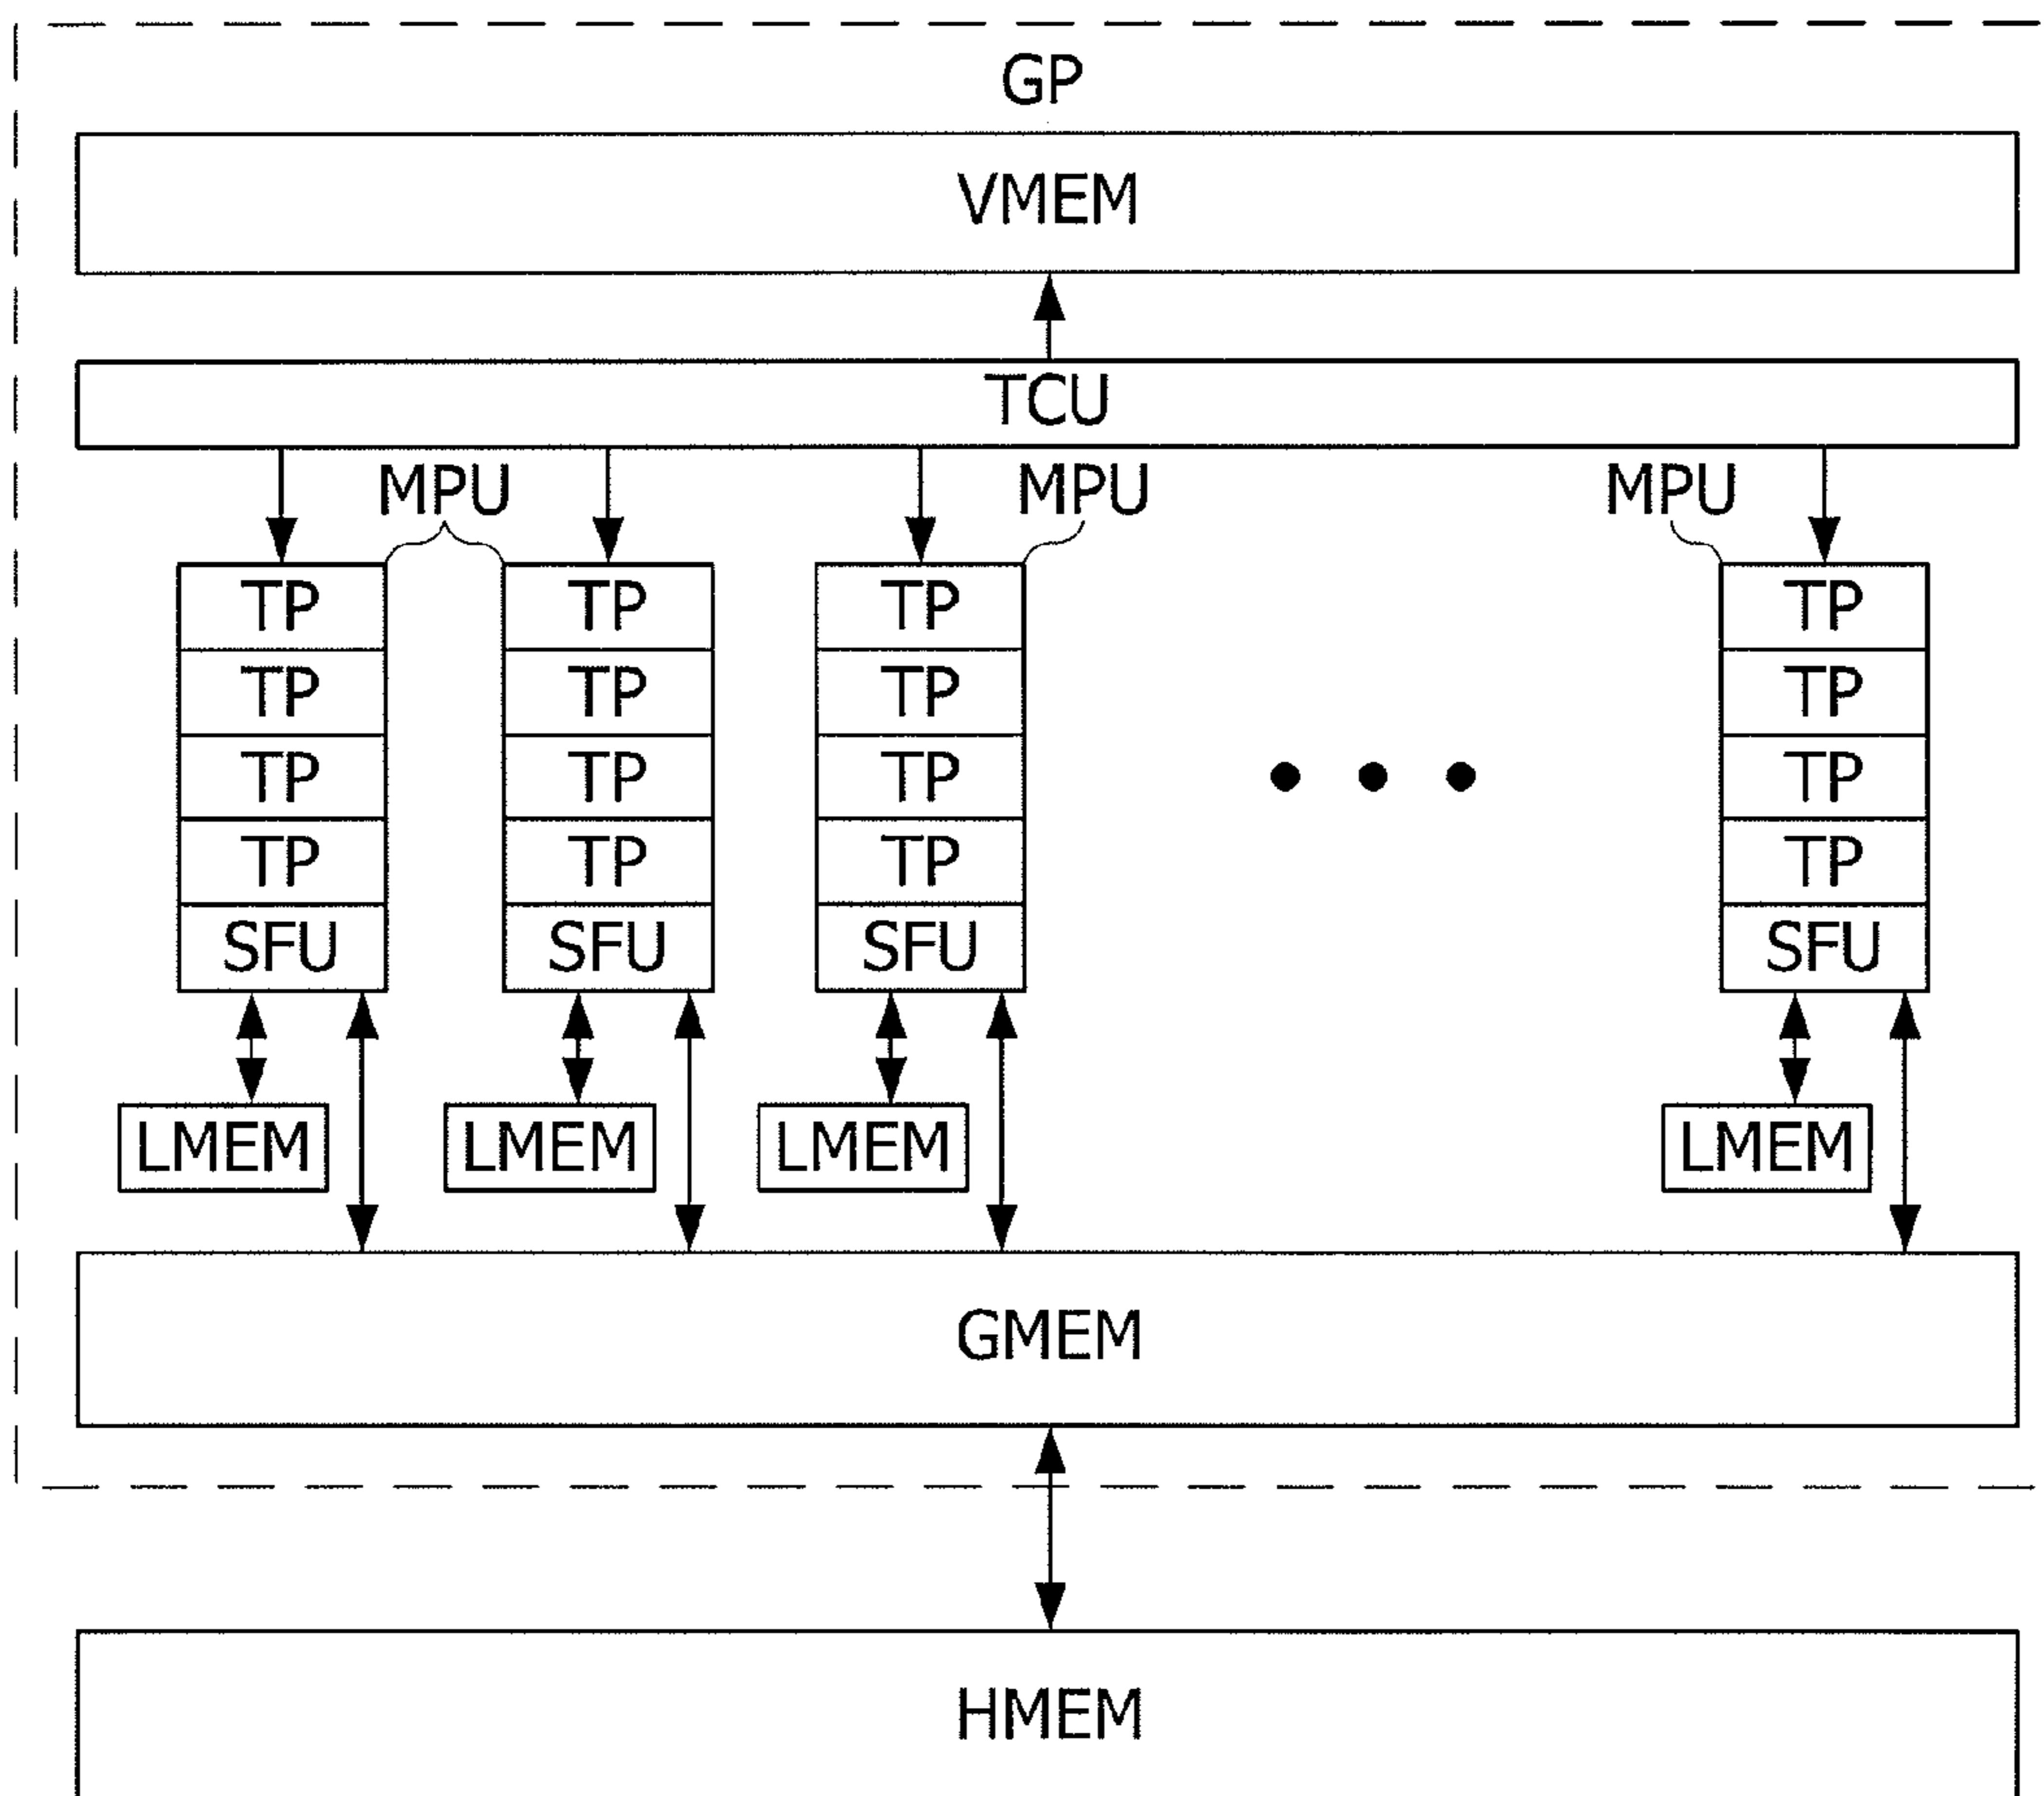 GP
VMEM
TCU
MPU MPU MPU
TP TP TP TP
TP TP TP TP
TP TP TP TP
TP TP TP TP
SFU SFU SFU SFU
LMEM LMEM LMEM LMEM
GMEM
HMEM